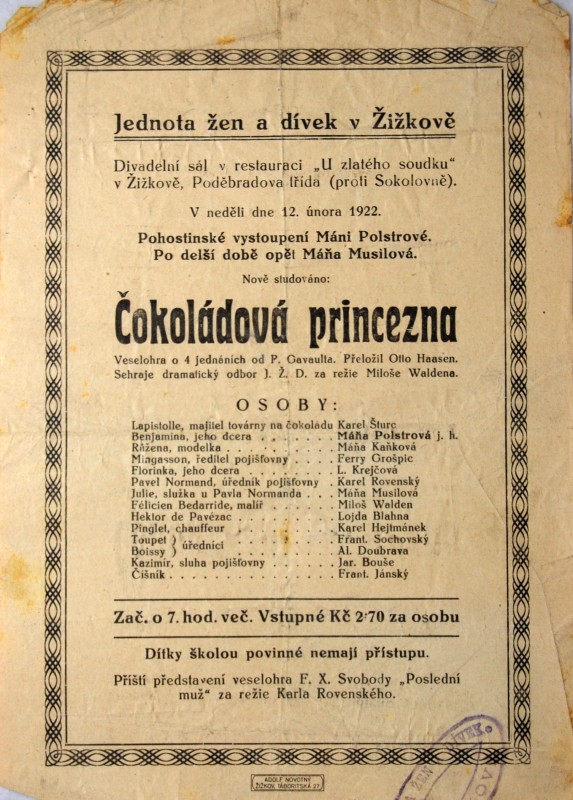 Jednota žen a dívek v Žižkově
Divadelní sál v restauraci „U zlatého soudku“
v Žižkově, Poděbradova třída (proti Sokolovně).
V neděli dne 12. února 1922.
Pohostinské vystoupení Máni Polstrové.
Po delší době opět Máňa Musilová.
Nově studováno:
Čokoládová princezna
Veselohra o 4 jednáních od P. Gavaulta. Přeložil Otto Haasen.
Sehraje dramatický odbor J. Ž. D. za režie Miloše Waldena.
OSOBY:
Lapistolle, majitel továrny na čokoládu Karel Šturc
Benjamina, jeho dcera . . . . . . . Máňa Polstrová j. h.
Růžena, modelka . . . . . . . . . Máňa Kaňková
Mingasson, ředitel pojišťovny . . . . Ferry Grošpic
Florinka, jeho dcera . . . . . . . . L. Krejčová
Pavel Normand, úředník pojišťovny . Karel Rovenský
Julie, služka u Pavla Normanda . . . Máňa Musilová
Félicien Bedarride, malíř . . . . . . Miloš Walden
Hektor de Pavézac . . . . . . . . Lojda Blahna
Pinglet, chauffeur . . . . . . . . . Karel Hejtmánek
Toupet } úředníci . . . . . . . Frant. Sochovský
Boissy } . . . . . . . Al. Doubrava
Kazimír, sluha pojišťovny . . . . . Jar. Bouše
Číšník . . . . . . . . . . . . . Frant. Jánský
Zač. o 7. hod. več. Vstupné Kč 2·70 za osobu
Dítky školou povinné nemají přístupu.
Příští představení veselohra F. X. Svobody „Poslední
muž“ za režie Karla Rovenského.
ADOLF NOVOTNÝ
ŽIŽKOV, TÁBORITSKÁ 27.
ŽEN
DÍVEK